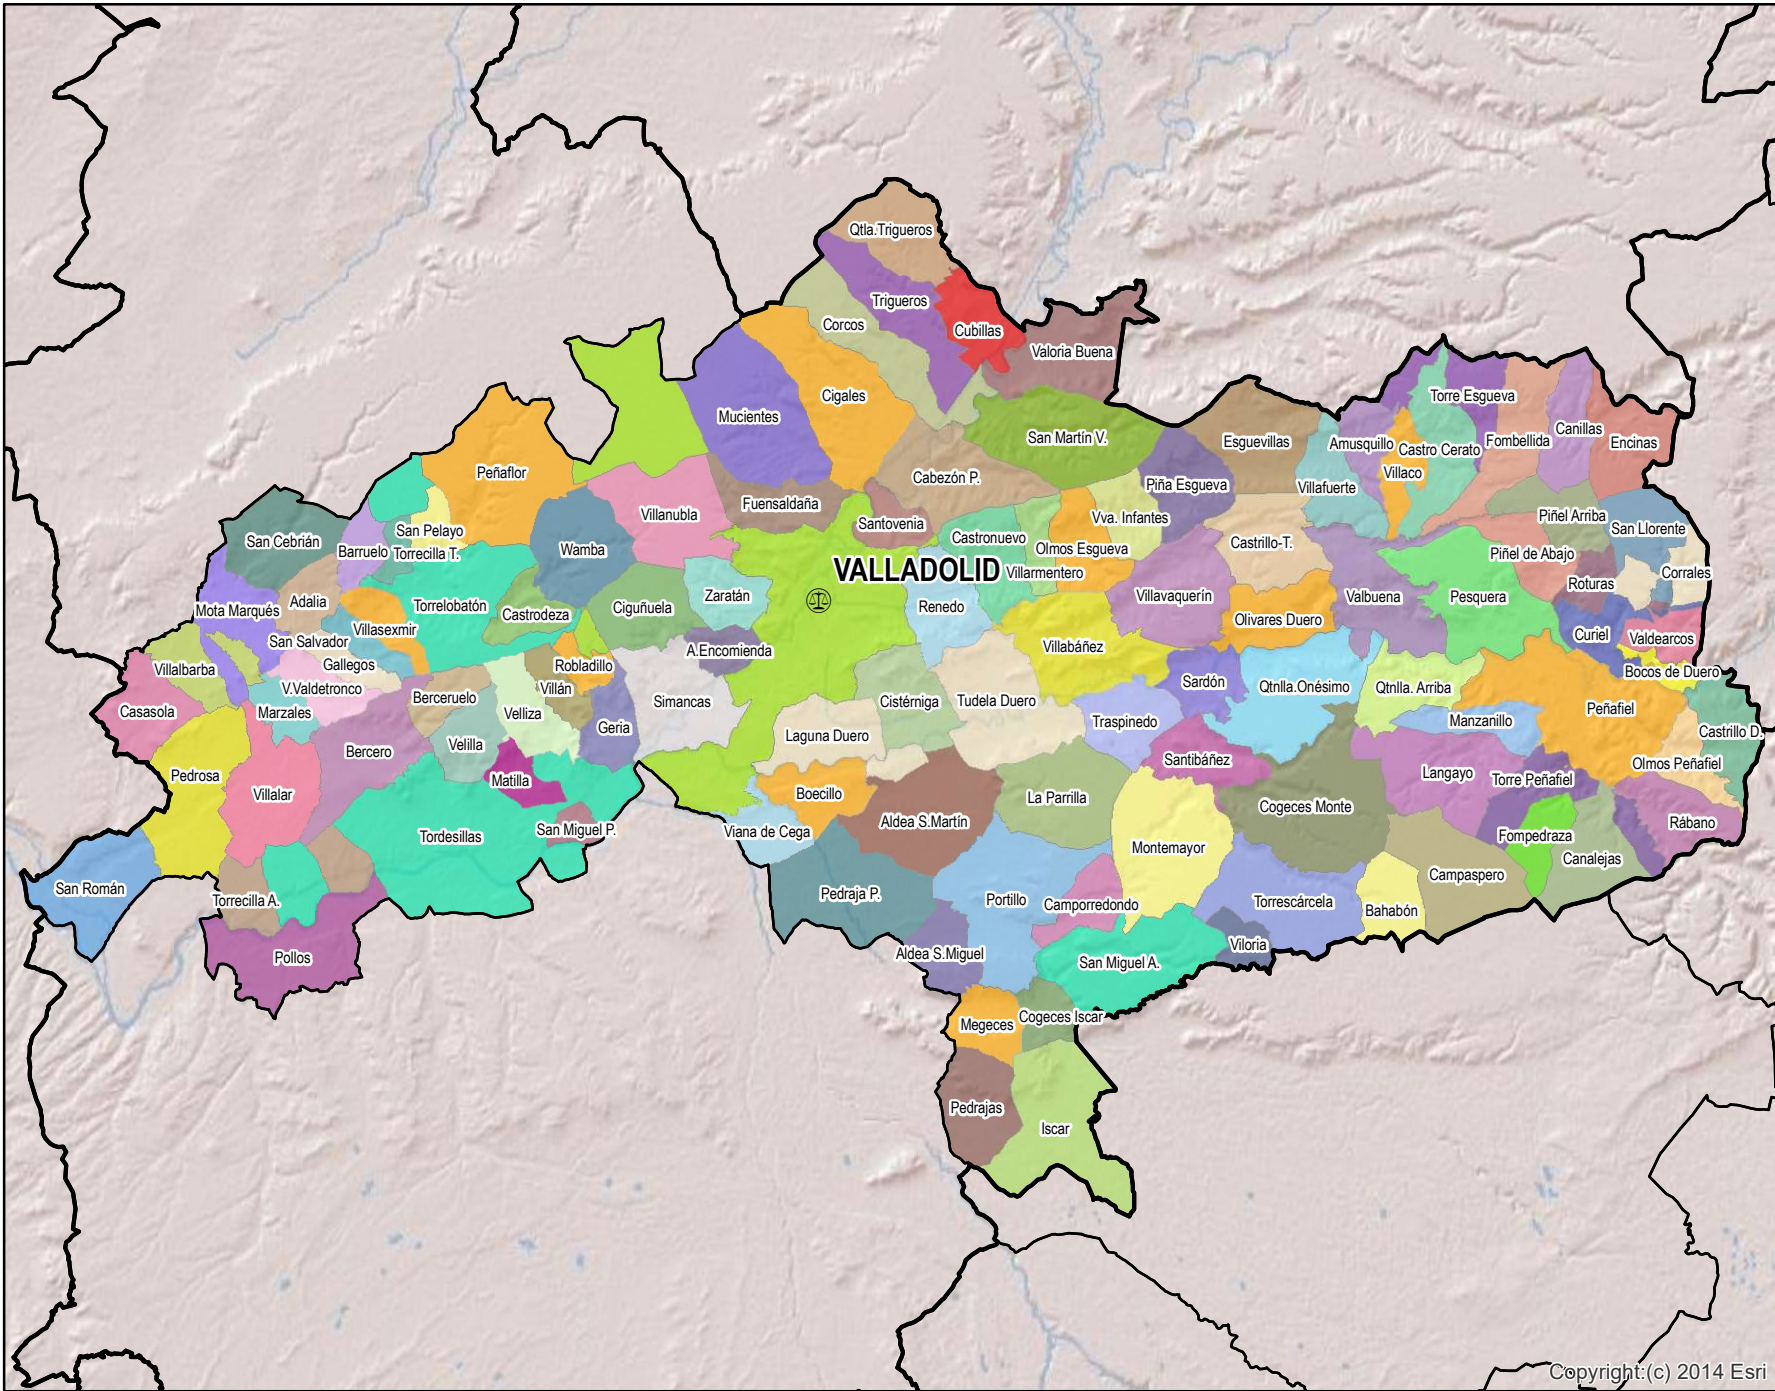 Qtla.Trigueros
Trigueros
Corcos
Cubillas
Valoria Buena
Cigales
Mucientes
San Martín V.
Esguevillas
Torre Esgueva
Amusquillo
Castro Cerato
Fombellida
Canillas
Encinas
Villaco
Peñaflor
Cabezón P.
Piña Esgueva
Villafuerte
Fuensaldaña
Villanubla
Santovenia
Vva. Infantes
Piñel Arriba
San Llorente
San Cebrián
San Pelayo
Barruelo
Torrecilla T.
Wamba
Castronuevo
Olmos Esgueva
Castrillo-T.
Piñel de Abajo
VALLADOLID
Villarmentero
Roturas
Corrales
Mota Marqués
Adalia
Torrelobatón
Castrodeza
Ciguñuela
Zaratán
Renedo
Villavaquerín
Valbuena
Pesquera
San Salvador
Villasexmir
Olivares Duero
Curiel
Valdearcos
Villalbarba
Gallegos
Robladillo
A.Encomienda
Villabáñez
Bocos de Duero
V.Valdetronco
Villán
Sardón
Qtnlla.Onésimo
Qtnlla. Arriba
Casasola
Marzales
Berceruelo
Velliza
Simancas
Cistérniga
Tudela Duero
Peñafiel
Geria
Traspinedo
Manzanillo
Castrillo D.
Bercero
Velilla
Laguna Duero
Pedrosa
Matilla
Santibáñez
Langayo
Torre Peñafiel
Olmos Peñafiel
Villalar
Boecillo
La Parrilla
Cogeces Monte
Tordesillas
San Miguel P.
Viana de Cega
Aldea S.Martín
Rábano
Fompedraza
Montemayor
Canalejas
San Román
Pedraja P.
Campaspero
Torrecilla A.
Portillo
Camporredondo
Torrescárcela
Bahabón
Pollos
Aldea S.Miguel
San Miguel A.
Viloria
Megeces
Cogeces Iscar
Pedrajas
Iscar
Copyright:(c) 2014 Esri